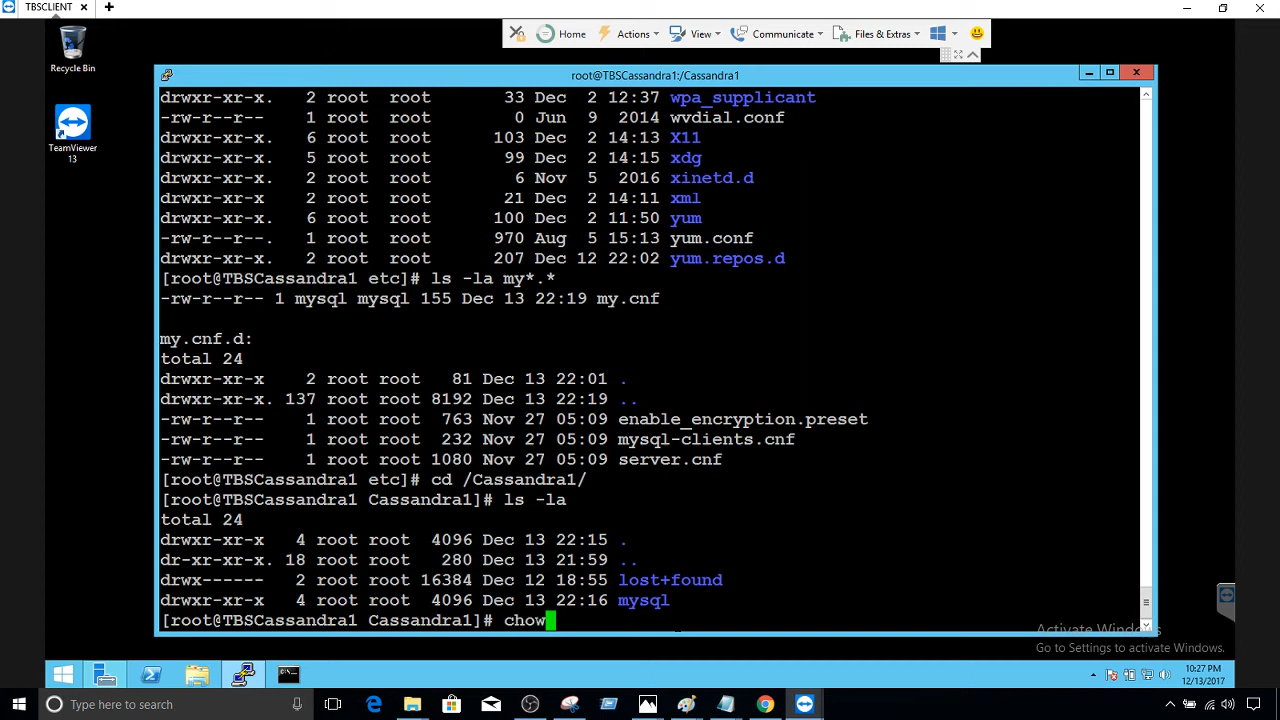 TBSCLIENT
Home
Actions
View
Communicate
Files & Extras
Recycle Bin
TeamViewer
13
root@TBSCassandra1:/Cassandra1
drwxr-xr-x. 2 root root 33 Dec 2 12:37 wpa_supplicant
-rw-r--r--. 1 root root 0 Jun 9 2014 wvdial.conf
drwxr-xr-x. 6 root root 103 Dec 2 14:13 X11
drwxr-xr-x. 5 root root 99 Dec 2 14:15 xdg
drwxr-xr-x. 2 root root 6 Nov 5 2016 xinetd.d
drwxr-xr-x 2 root root 21 Dec 2 14:11 xml
drwxr-xr-x. 6 root root 100 Dec 2 11:50 yum
-rw-r--r--. 1 root root 970 Aug 5 15:13 yum.conf
drwxr-xr-x. 2 root root 207 Dec 12 22:02 yum.repos.d
[root@TBSCassandra1 etc]# ls -la my*.*
-rw-r--r-- 1 mysql mysql 155 Dec 13 22:19 my.cnf
my.cnf.d:
total 24
drwxr-xr-x 2 root root 81 Dec 13 22:01 .
drwxr-xr-x. 137 root root 8192 Dec 13 22:19 ..
-rw-r--r-- 1 root root 763 Nov 27 05:09 enable_encryption.preset
-rw-r--r-- 1 root root 232 Nov 27 05:09 mysql-clients.cnf
-rw-r--r-- 1 root root 1080 Nov 27 05:09 server.cnf
[root@TBSCassandra1 etc]# cd /Cassandra1/
[root@TBSCassandra1 Cassandra1]# ls -la
total 24
drwxr-xr-x 4 root root 4096 Dec 13 22:15 .
dr-xr-xr-x. 18 root root 280 Dec 13 21:59 ..
drwx------ 2 root root 16384 Dec 12 18:55 lost+found
drwxr-xr-x 4 root root 4096 Dec 13 22:16 mysql
[root@TBSCassandra1 Cassandra1]# chow
Activate Windows
Go to Settings to activate Windows.
10:27 PM
12/13/2017
Type here to search